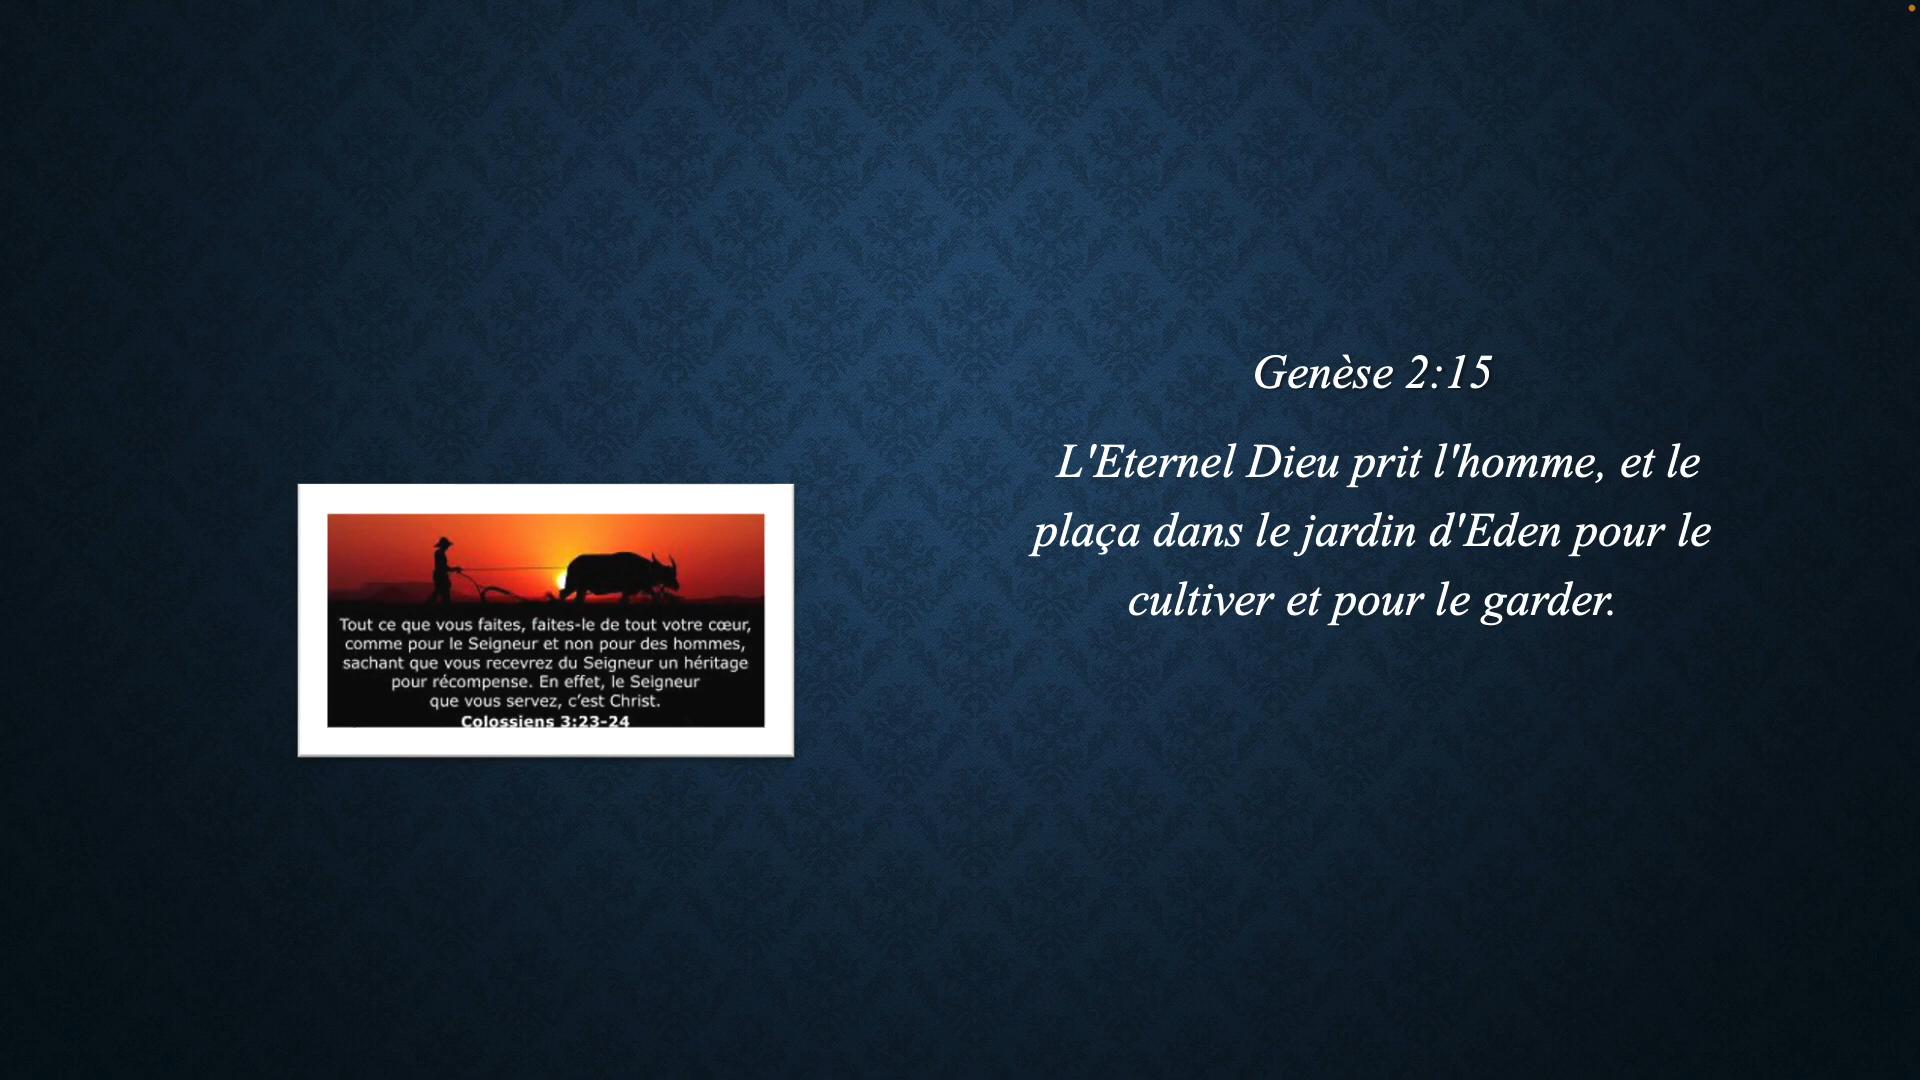 Tout ce que vous faites, faites-le de tout votre cœur,
comme pour le Seigneur et non pour des hommes,
sachant que vous recevrez du Seigneur un héritage
pour récompense. En effet, le Seigneur
que vous servez, c’est Christ.
Colossiens 3:23-24
Genèse 2:15
L'Eternel Dieu prit l'homme, et le
plaça dans le jardin d'Eden pour le
cultiver et pour le garder.